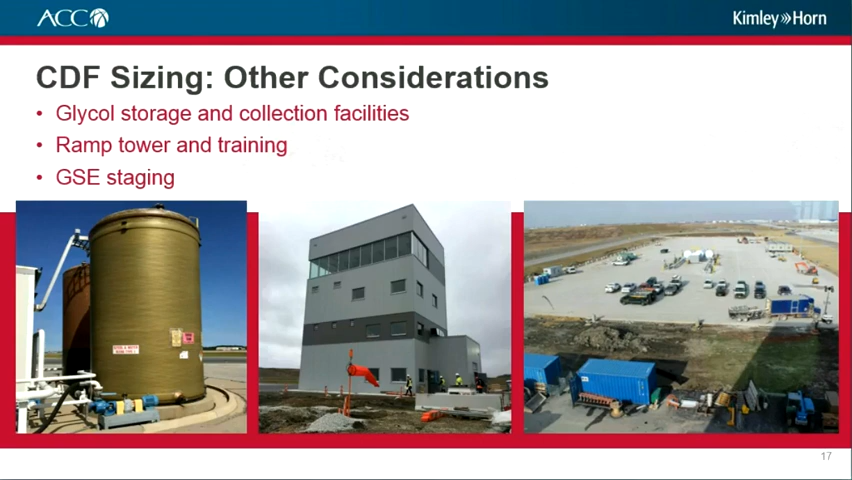 ACC
Kimley»Horn
CDF Sizing: Other Considerations
• Glycol storage and collection facilities
• Ramp tower and training
• GSE staging
17